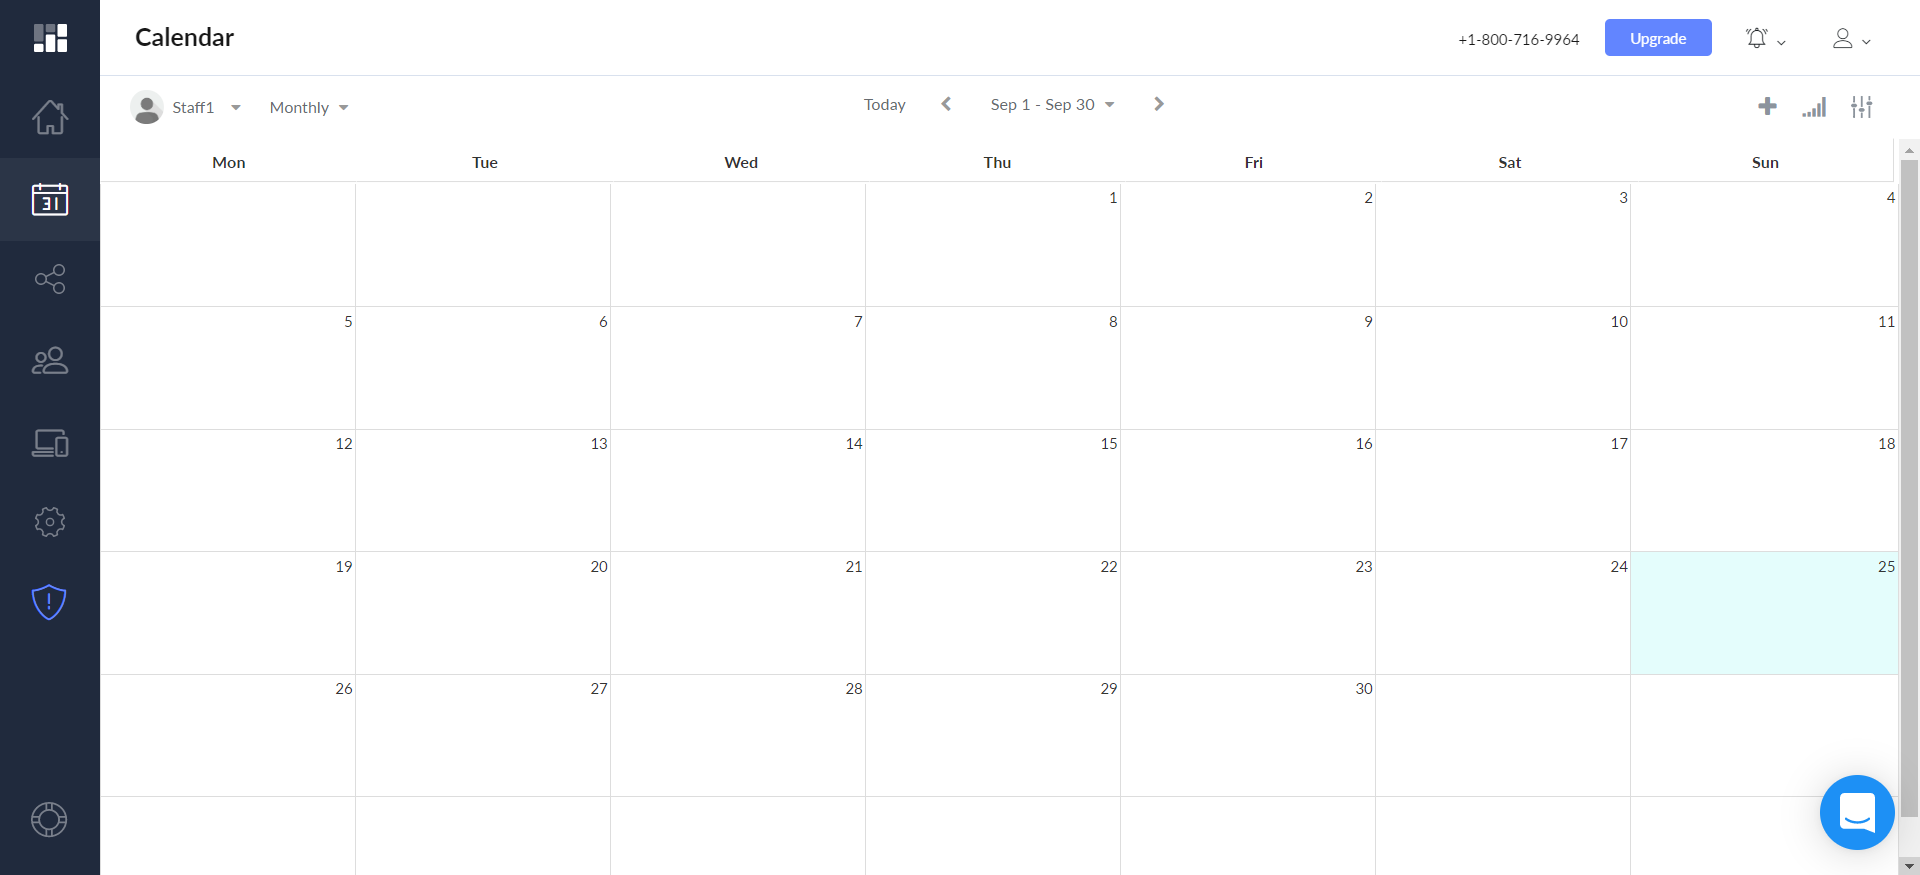 Calendar
+1-800-716-9964
Upgrade
Staff1
Monthly
Today
Sep 1 - Sep 30
Mon Tue Wed Thu Fri Sat Sun
31
1 2 3 4
5 6 7 8 9 10 11
12 13 14 15 16 17 18
19 20 21 22 23 24 25
26 27 28 29 30